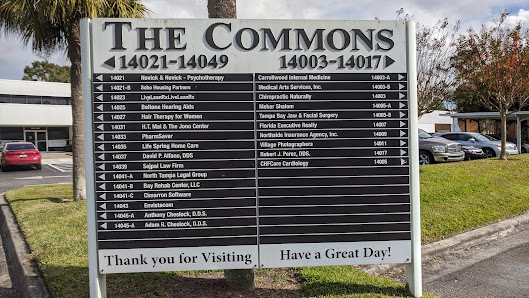 THE COMMONS
14021-14049 14003-14017
14021 Novick & Novick - Psychotherapy
14021-B Soho Housing Partners
14023 LiveLeanRxLiveLeanRx
14025 Beltone Hearing Aids
14027 Hair Therapy for Women
14031 H.T. Mai & The Jono Center
14033 PharmSaver
14035 Life Spring Home Care
14037 David P. Alfano, DDS.
14039 Sejpal Law Firm
14041-A North Tampa Legal Group
14041-B Bay Rehab Center, LLC
14041-C Cimarron Software
14043 Envistacom
14045-A Anthony Cheslock, D.D.S.
14045-A Adam R. Cheslock, D.D.S.
Carrollwood Internal Medicine 14003-A
Medical Arts Services, Inc. 14003-B
Chiropractic Naturally 14003
Mekar Shalom 14005-A
Tampa Bay Jaw & Facial Surgery 14005-B
Florida Executive Realty 14007
Northside Insurance Agency, Inc. 14009
Village Photographers 14011
Robert J. Perez, DDS. 14017
CHFCare Cardiology 14005
Thank you for Visiting
Have a Great Day!